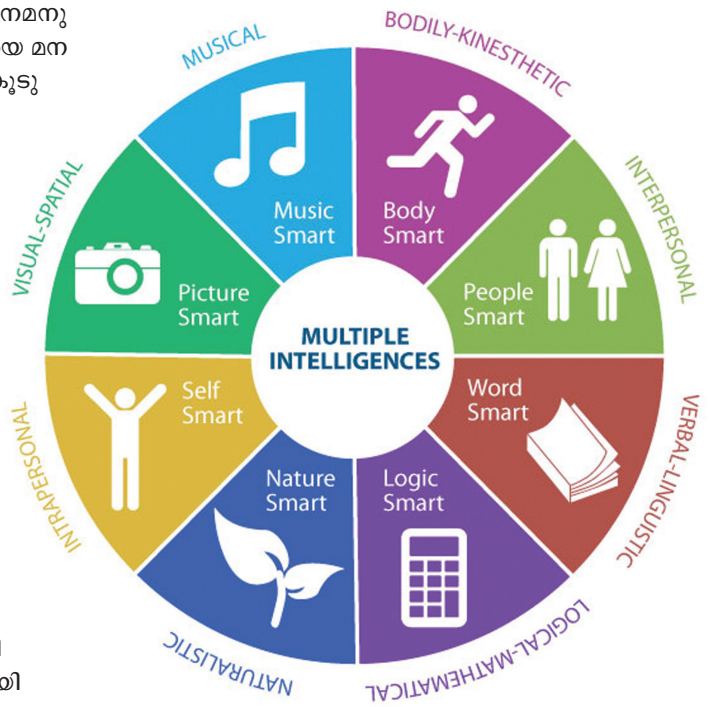 യ മന
MUSICAL
BODILY-KINESTHETIC
INTERPERSONAL
VERBAL-LINGUISTIC
LOGICAL-MATHEMATICAL
NATURALISTIC
INTRAPERSONAL
VISUAL-SPATIAL
Music
Smart
Body
Smart
People
Smart
Word
Smart
Logic
Smart
Nature
Smart
Self
Smart
Picture
Smart
MULTIPLE
INTELLIGENCES
യി